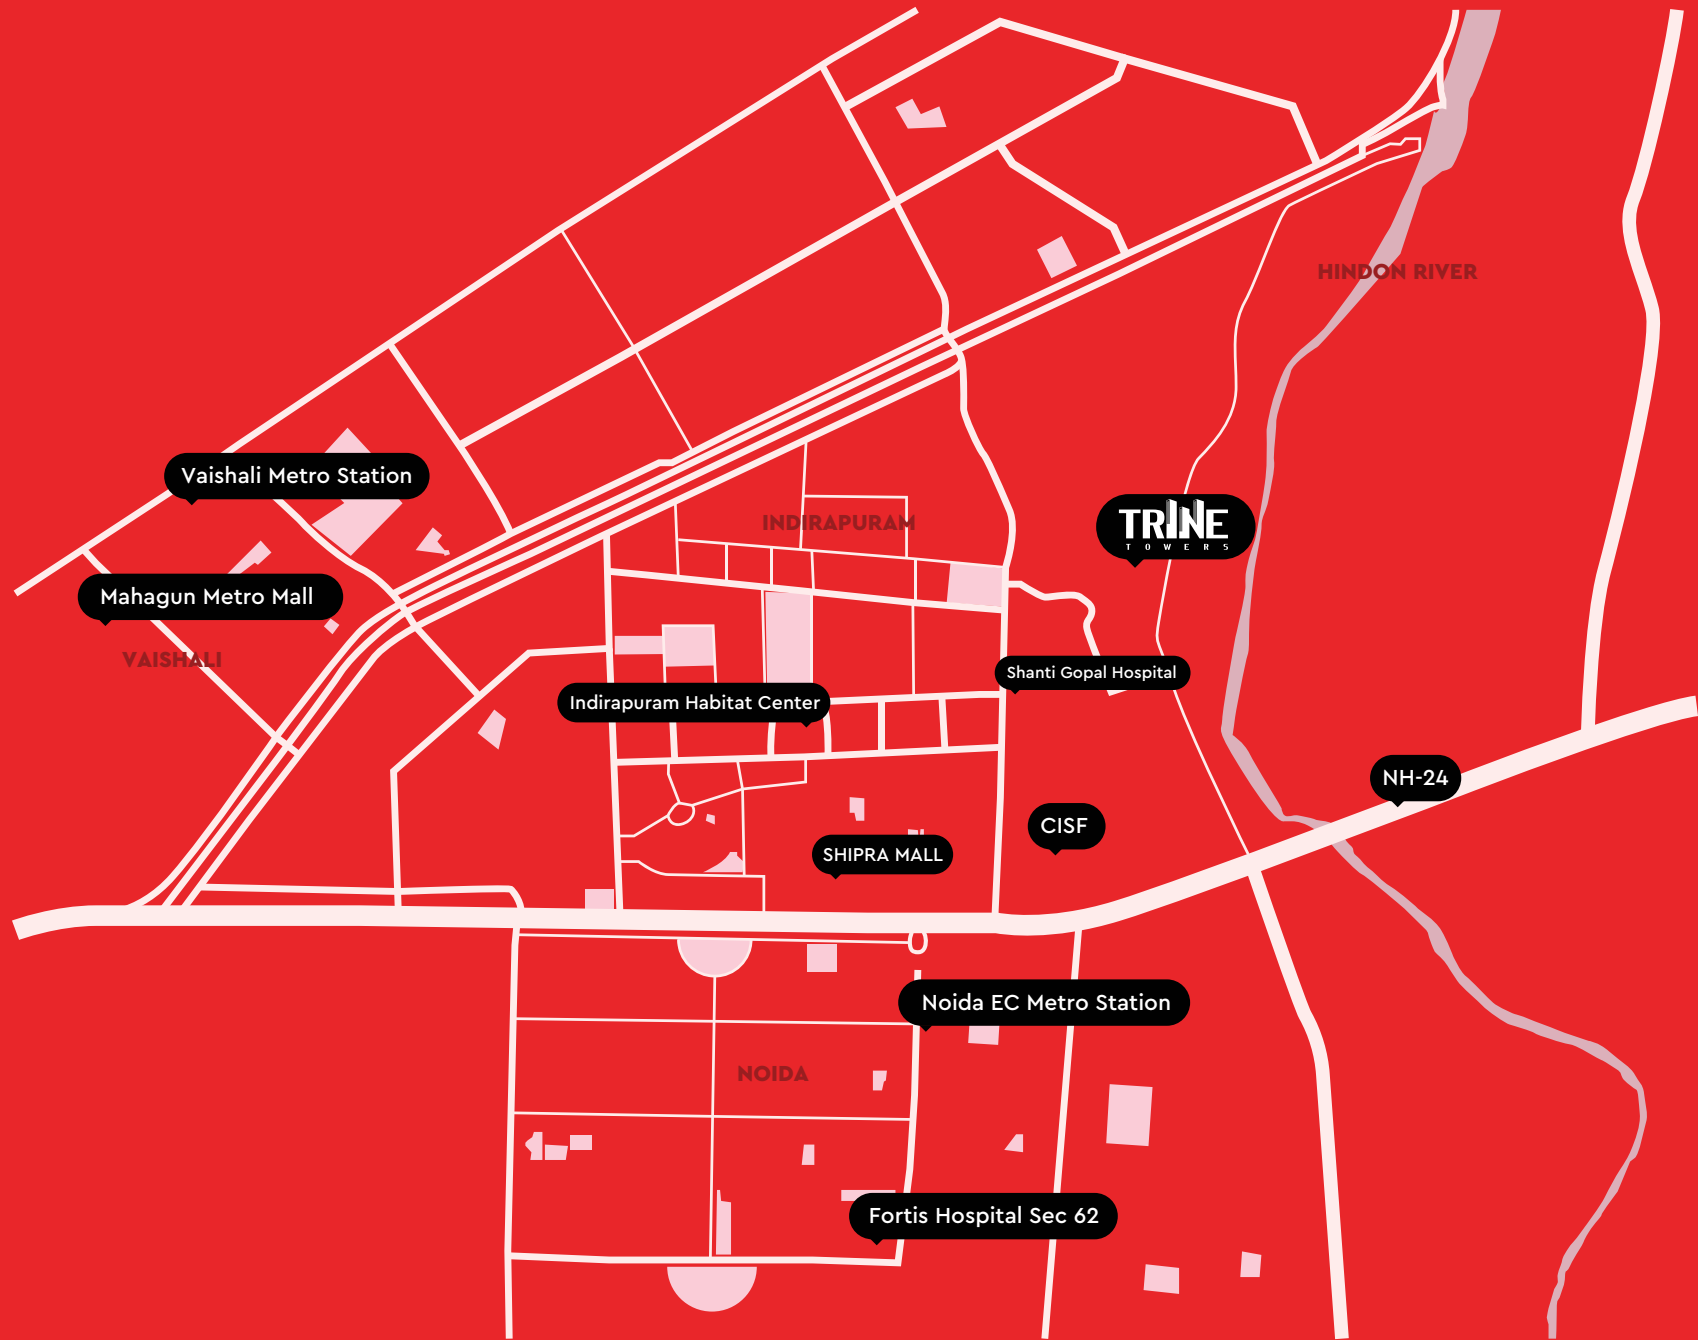 HINDON RIVER
Vaishali Metro Station
INDIRAPURAM
TRINE
TOWERS
Mahagun Metro Mall
VAISHALI
Shanti Gopal Hospital
Indirapuram Habitat Center
NH-24
CISF
SHIPRA MALL
Noida EC Metro Station
NOIDA
Fortis Hospital Sec 62